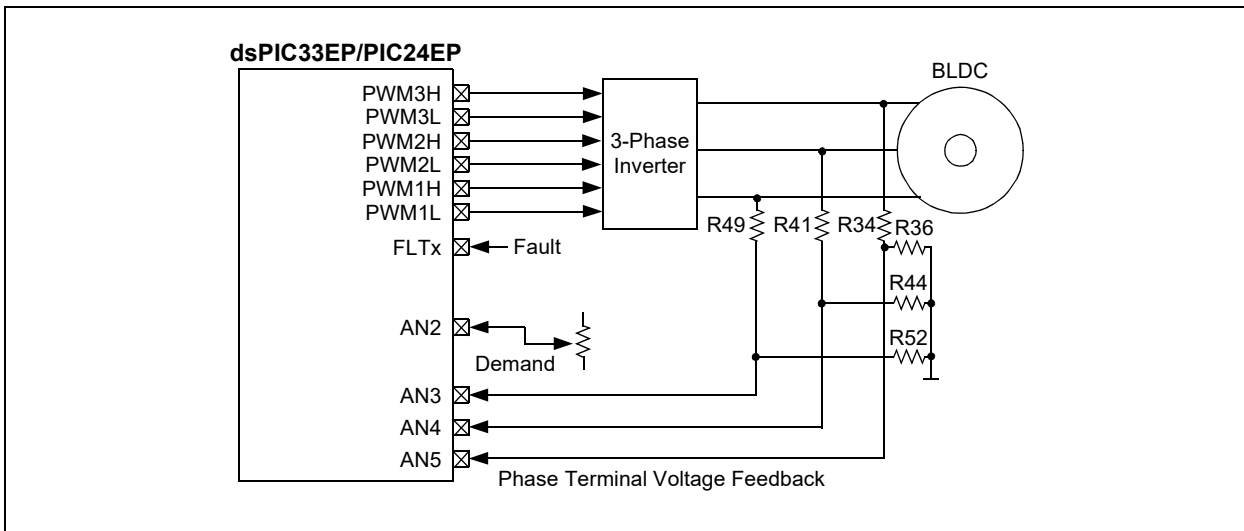 dsPIC33EP/PIC24EP
BLDC
PWM3H
PWM3L
PWM2H
PWM2L
PWM1H
PWM1L
3-Phase
Inverter
R49
R41
R34
R36
FLTx
Fault
R44
AN2
R52
Demand
AN3
AN4
AN5
Phase Terminal Voltage Feedback